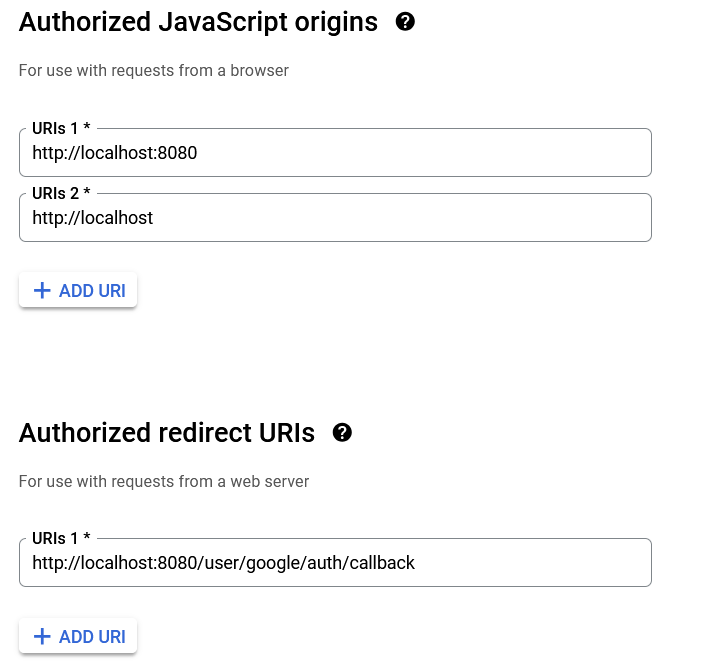 Authorized JavaScript origins
For use with requests from a browser
URIs 1 *
http://localhost:8080
URIs 2 *
http://localhost
+ ADD URI
Authorized redirect URIs
For use with requests from a web server
URIs 1 *
http://localhost:8080/user/google/auth/callback
+ ADD URI